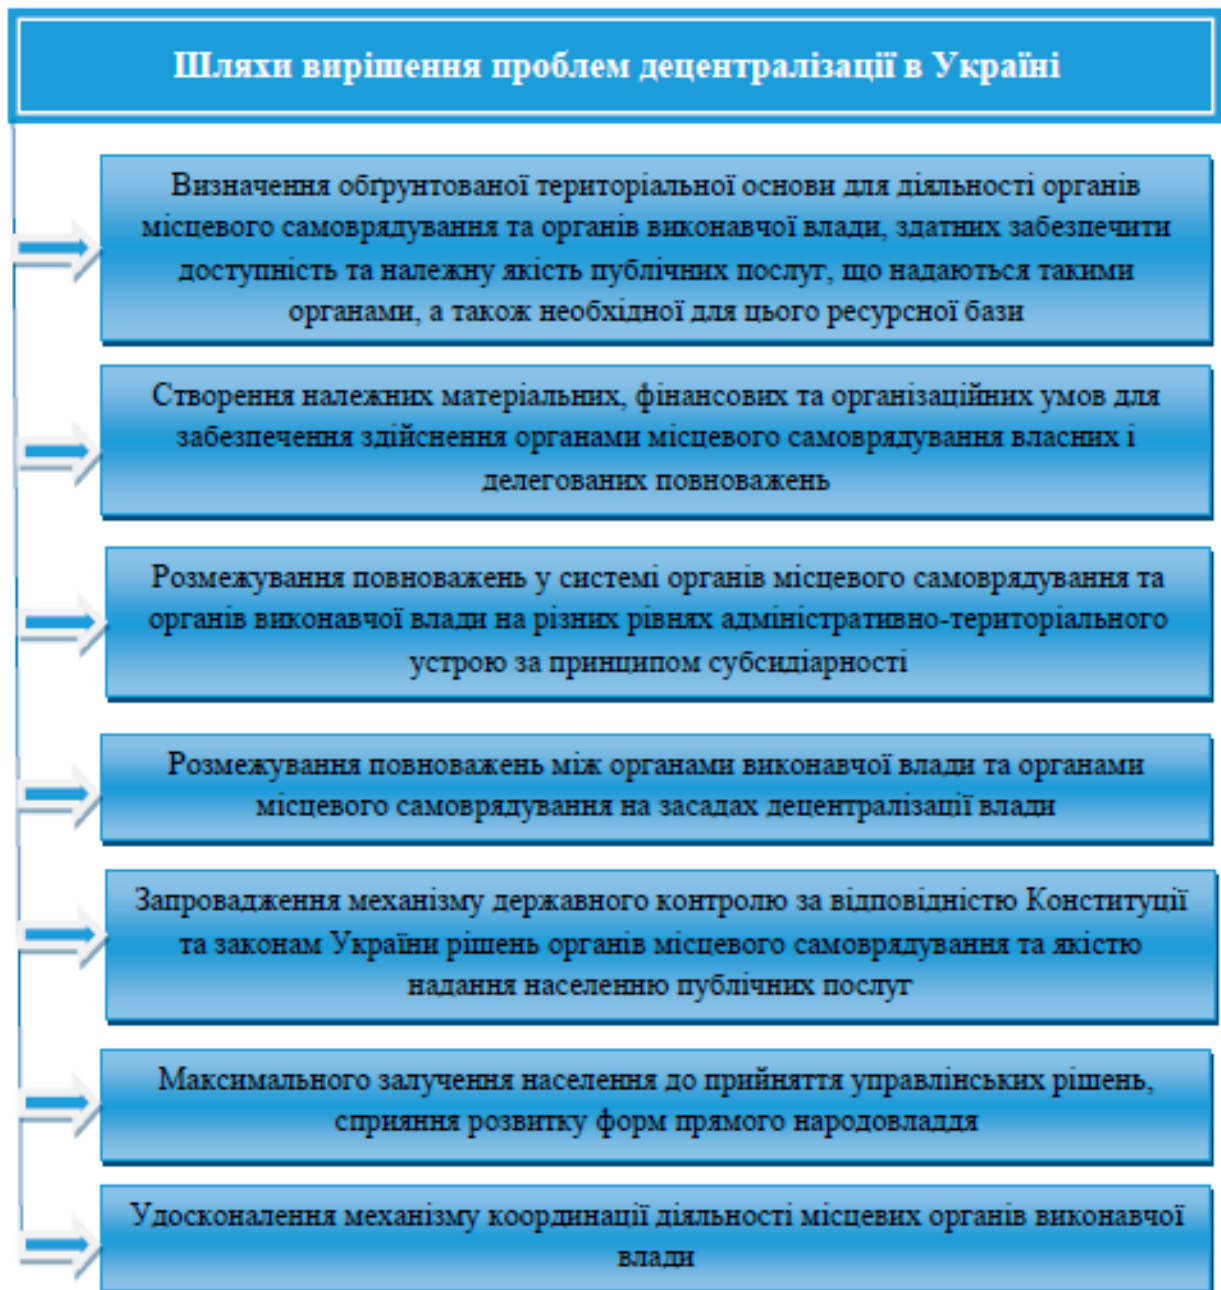 Шляхи вирішення проблем децентралізації в Україні
Визначення обґрунтованої територіальної основи для діяльності органів
місцевого самоврядування та органів виконавчої влади, здатних забезпечити
доступність та належну якість публічних послуг, що надаються такими
органами, а також необхідної для цього ресурсної бази
Створення належних матеріальних, фінансових та організаційних умов для
забезпечення здійснення органами місцевого самоврядування власних і
делегованих повноважень
Розмежування повноважень у системі органів місцевого самоврядування та
органів виконавчої влади на різних рівнях адміністративно-територіального
устрою за принципом субсидіарності
Розмежування повноважень між органами виконавчої влади та органами
місцевого самоврядування на засадах децентралізації влади
Запровадження механізму державного контролю за відповідністю Конституції
та законам України рішень органів місцевого самоврядування та якістю
надання населенню публічних послуг
Максимального залучення населення до прийняття управлінських рішень,
сприяння розвитку форм прямого народовладдя
Удосконалення механізму координації діяльності місцевих органів виконавчої
влади